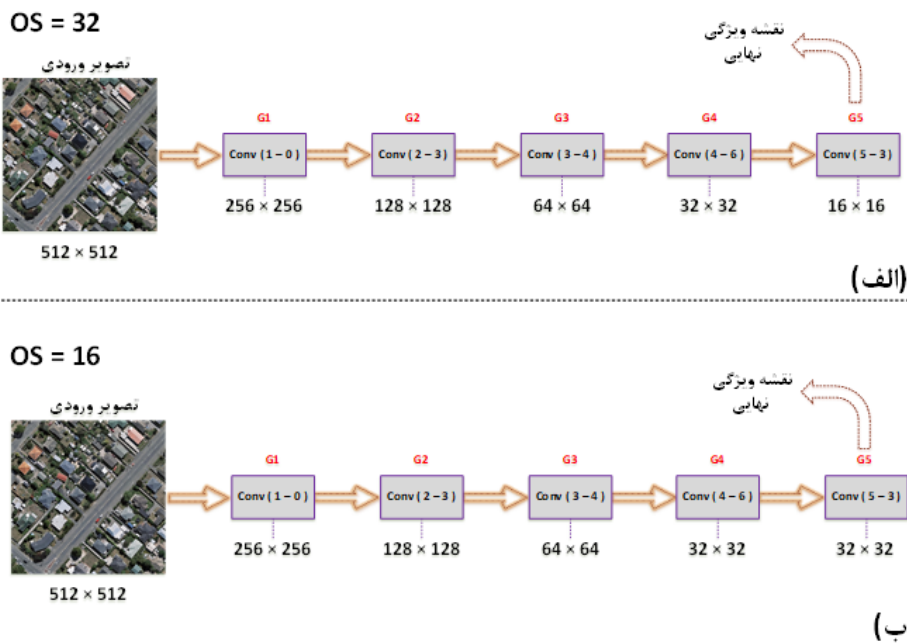 OS = 32
تصویر ورودی
نقشه ویژگی
نهایی
G1 G2 G3 G4 G5
Conv ( 1 – 0 ) Conv ( 2 – 3 ) Conv ( 3 – 4 ) Conv ( 4 – 6 ) Conv ( 5 – 3 )
256 × 256 128 × 128 64 × 64 32 × 32 16 × 16
512 × 512
(الف)
OS = 16
تصویر ورودی
نقشه ویژگی
نهایی
G1 G2 G3 G4 G5
Conv ( 1 – 0 ) Conv ( 2 – 3 ) Conv ( 3 – 4 ) Conv ( 4 – 6 ) Conv ( 5 – 3 )
256 × 256 128 × 128 64 × 64 32 × 32 32 × 32
512 × 512
ب)